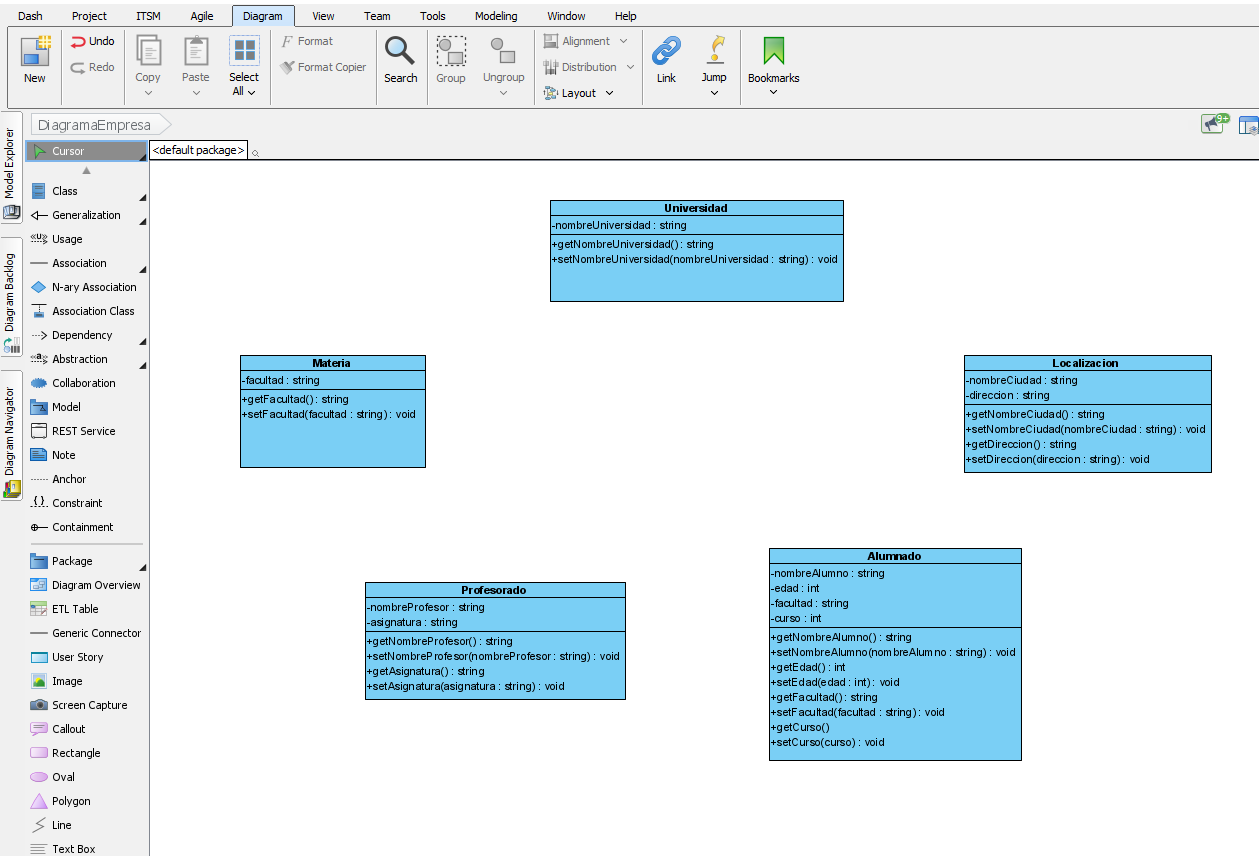 Dash Project ITSM Agile Diagram View Team Tools Modeling Window Help
New
Undo
Redo
Copy
Paste
Select
All
Format
Format Copier
Search
Group
Ungroup
Alignment
Distribution
Layout
Link
Jump
Bookmarks
DiagramaEmpresa
9+
Model Explorer
Diagram Backlog
Diagram Navigator
Cursor
Class
Generalization
Usage
Association
N-ary Association
Association Class
Dependency
Abstraction
Collaboration
Model
REST Service
Note
Anchor
Constraint
Containment
Package
Diagram Overview
ETL Table
Generic Connector
User Story
Image
Screen Capture
Callout
Rectangle
Oval
Polygon
Line
Text Box
<default package>
Universidad
-nombreUniversidad : string
+getNombreUniversidad() : string
+setNombreUniversidad(nombreUniversidad : string) : void
Materia
-facultad : string
+getFacultad() : string
+setFacultad(facultad : string) : void
Localizacion
-nombreCiudad : string
-direccion : string
+getNombreCiudad() : string
+setNombreCiudad(nombreCiudad : string) : void
+getDireccion() : string
+setDireccion(direccion : string) : void
Profesorado
-nombreProfesor : string
-asignatura : string
+getNombreProfesor() : string
+setNombreProfesor(nombreProfesor : string) : void
+getAsignatura() : string
+setAsignatura(asignatura : string) : void
Alumnado
-nombreAlumno : string
-edad : int
-facultad : string
-curso : int
+getNombreAlumno() : string
+setNombreAlumno(nombreAlumno : string) : void
+getEdad() : int
+setEdad(edad : int) : void
+getFacultad() : string
+setFacultad(facultad : string) : void
+getCurso()
+setCurso(curso) : void